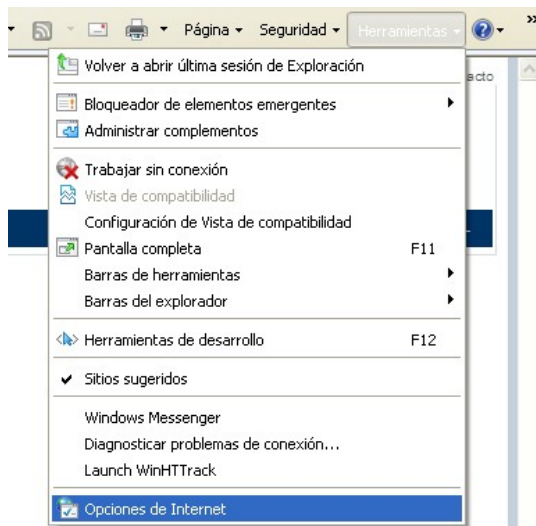 Página Seguridad Herramientas »
acto
Volver a abrir última sesión de Exploración
Bloqueador de elementos emergentes
Administrar complementos
Trabajar sin conexión
Vista de compatibilidad
Configuración de Vista de compatibilidad
Pantalla completa F11
Barras de herramientas
Barras del explorador
Herramientas de desarrollo F12
Sitios sugeridos
Windows Messenger
Diagnosticar problemas de conexión...
Launch WinHTTrack
Opciones de Internet